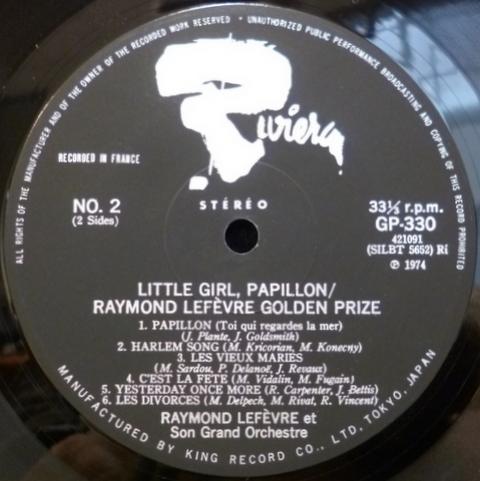 ALL RIGHTS OF THE MANUFACTURER AND OF THE OWNER OF THE RECORDED WORK RESERVED • UNAUTHORIZED PUBLIC PERFORMANCE BROADCASTING AND COPYING OF THIS RECORD PROHIBITED
Riviera
RECORDED IN FRANCE
STÉRÉO
NO. 2
(2 Sides)
33⅓ r.p.m.
GP-330
421091
(SILBT 5652) Ri
℗ 1974
LITTLE GIRL, PAPILLON/
RAYMOND LEFÈVRE GOLDEN PRIZE
1. PAPILLON (Toi qui regardes la mer)
(J. Plante, J. Goldsmith)
2. HARLEM SONG (M. Kricorian, M. Konecny)
3. LES VIEUX MARIES
(M. Sardou, P. Delanoë, J. Revaux)
4. C'EST LA FETE (M. Vidalin, M. Fugain)
5. YESTERDAY ONCE MORE (R. Carpenter, J. Bettis)
6. LES DIVORCES (M. Delpech, M. Rivat, R. Vincent)
RAYMOND LEFÈVRE et
Son Grand Orchestre
MANUFACTURED BY KING RECORD CO., LTD, TOKYO, JAPAN